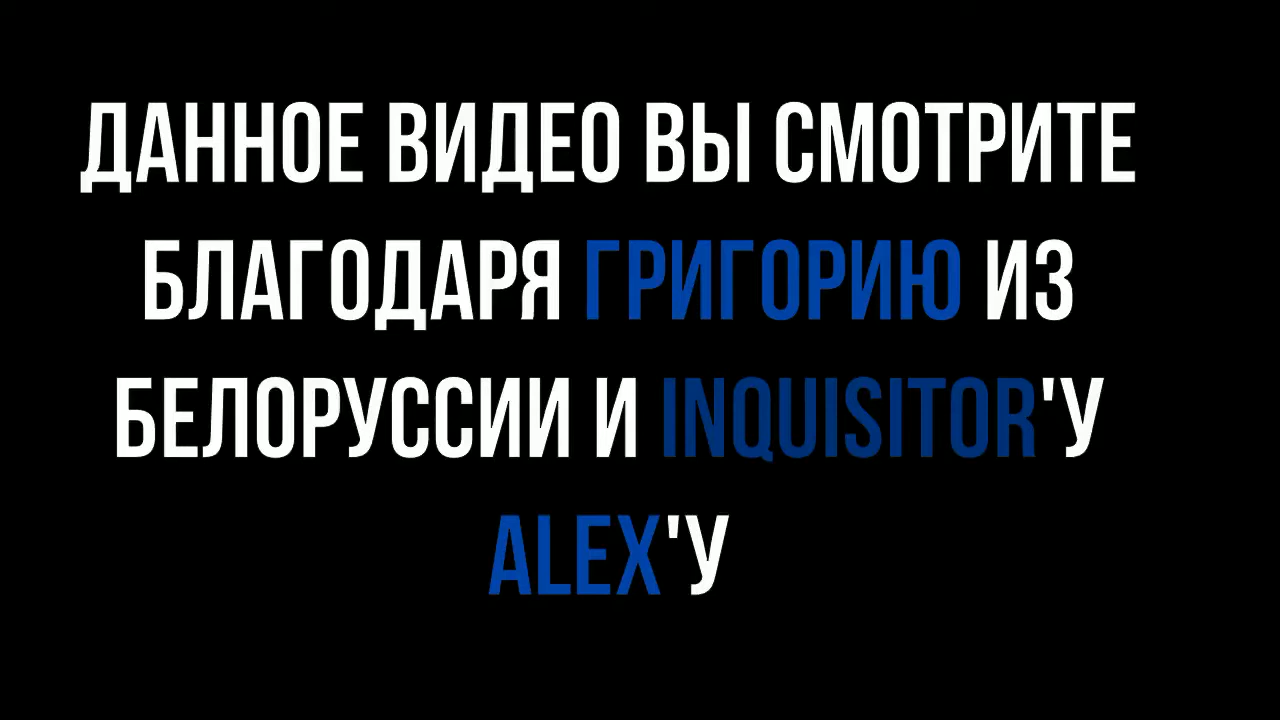 ДАННОЕ ВИДЕО ВЫ СМОТРИТЕ
БЛАГОДАРЯ ГРИГОРИЮ ИЗ
БЕЛОРУССИИ И INQUISITOR'У
ALEX'У